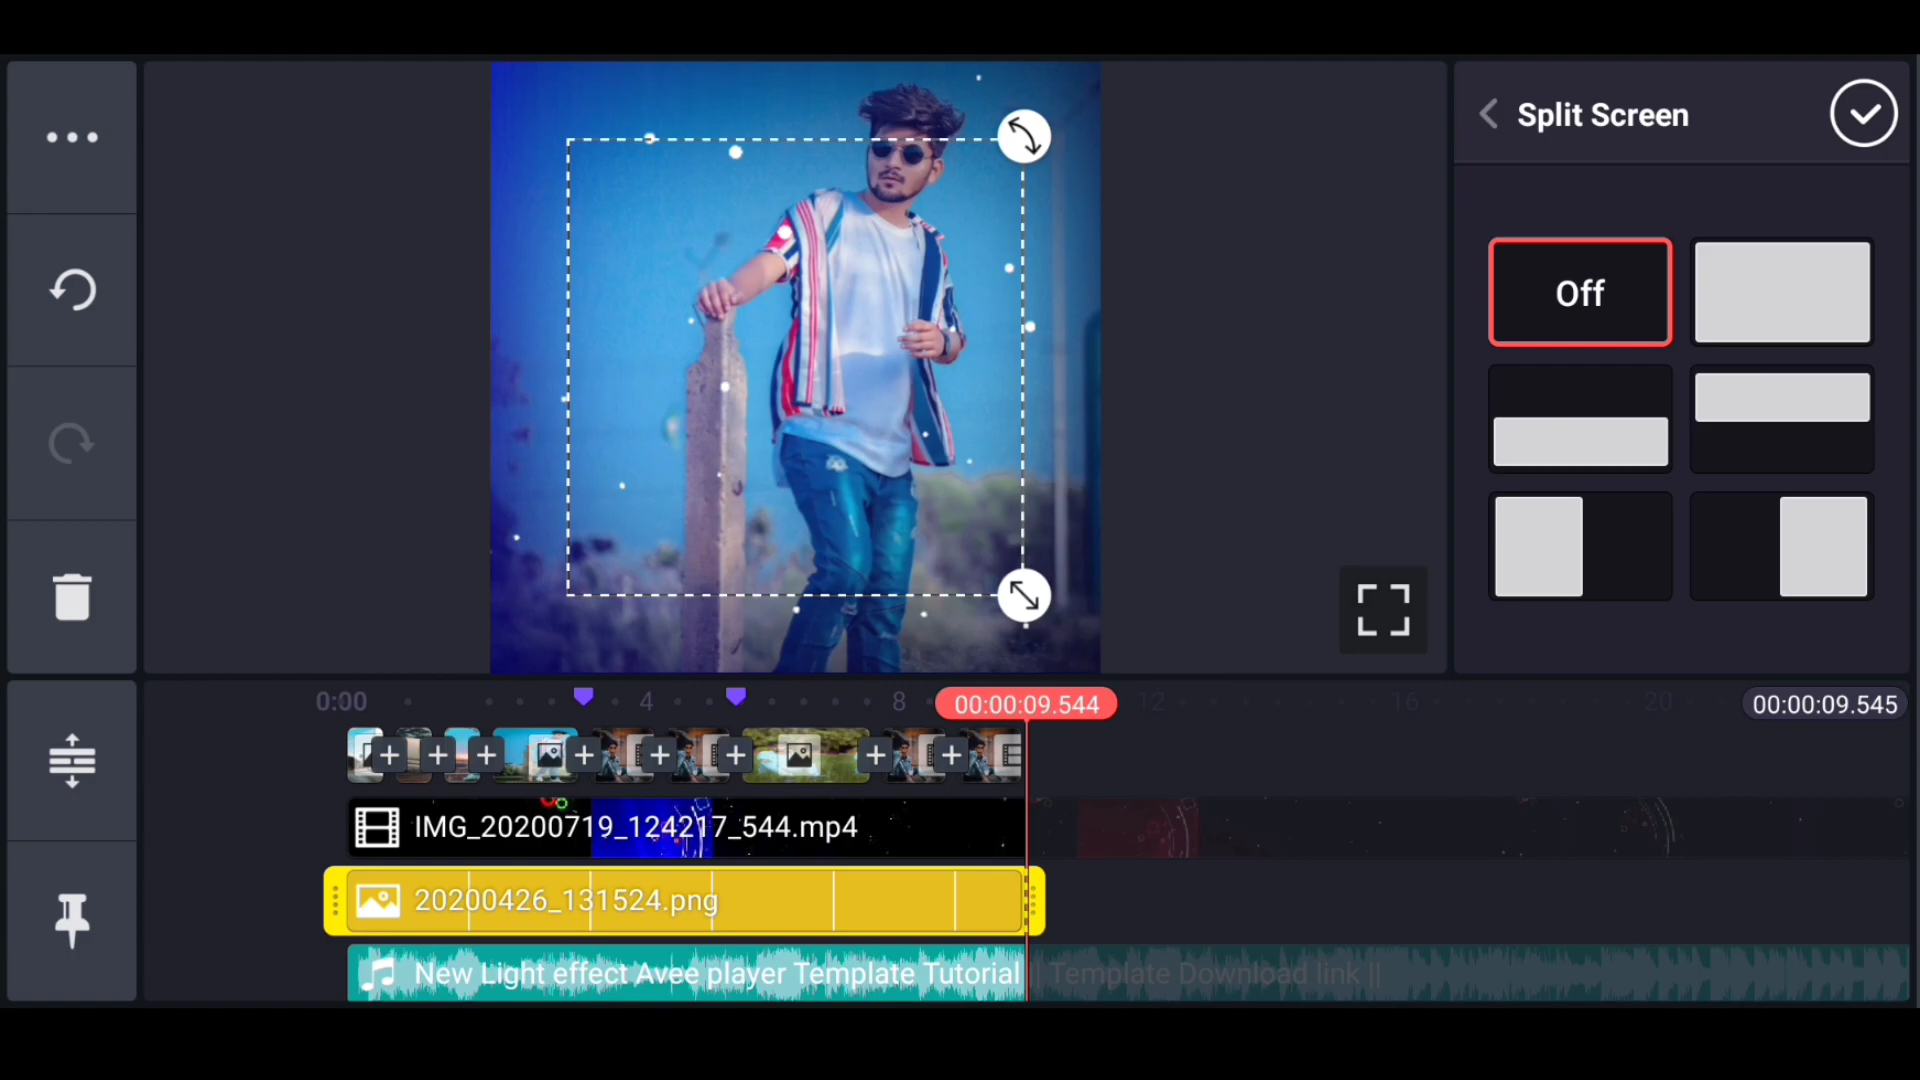 Split Screen
Off
0:00
4
8
00:00:09.544
12
16
20
00:00:09.545
IMG_20200719_124217_544.mp4
20200426_131524.png
New Light effect Avee player Template Tutorial || Template Download link ||